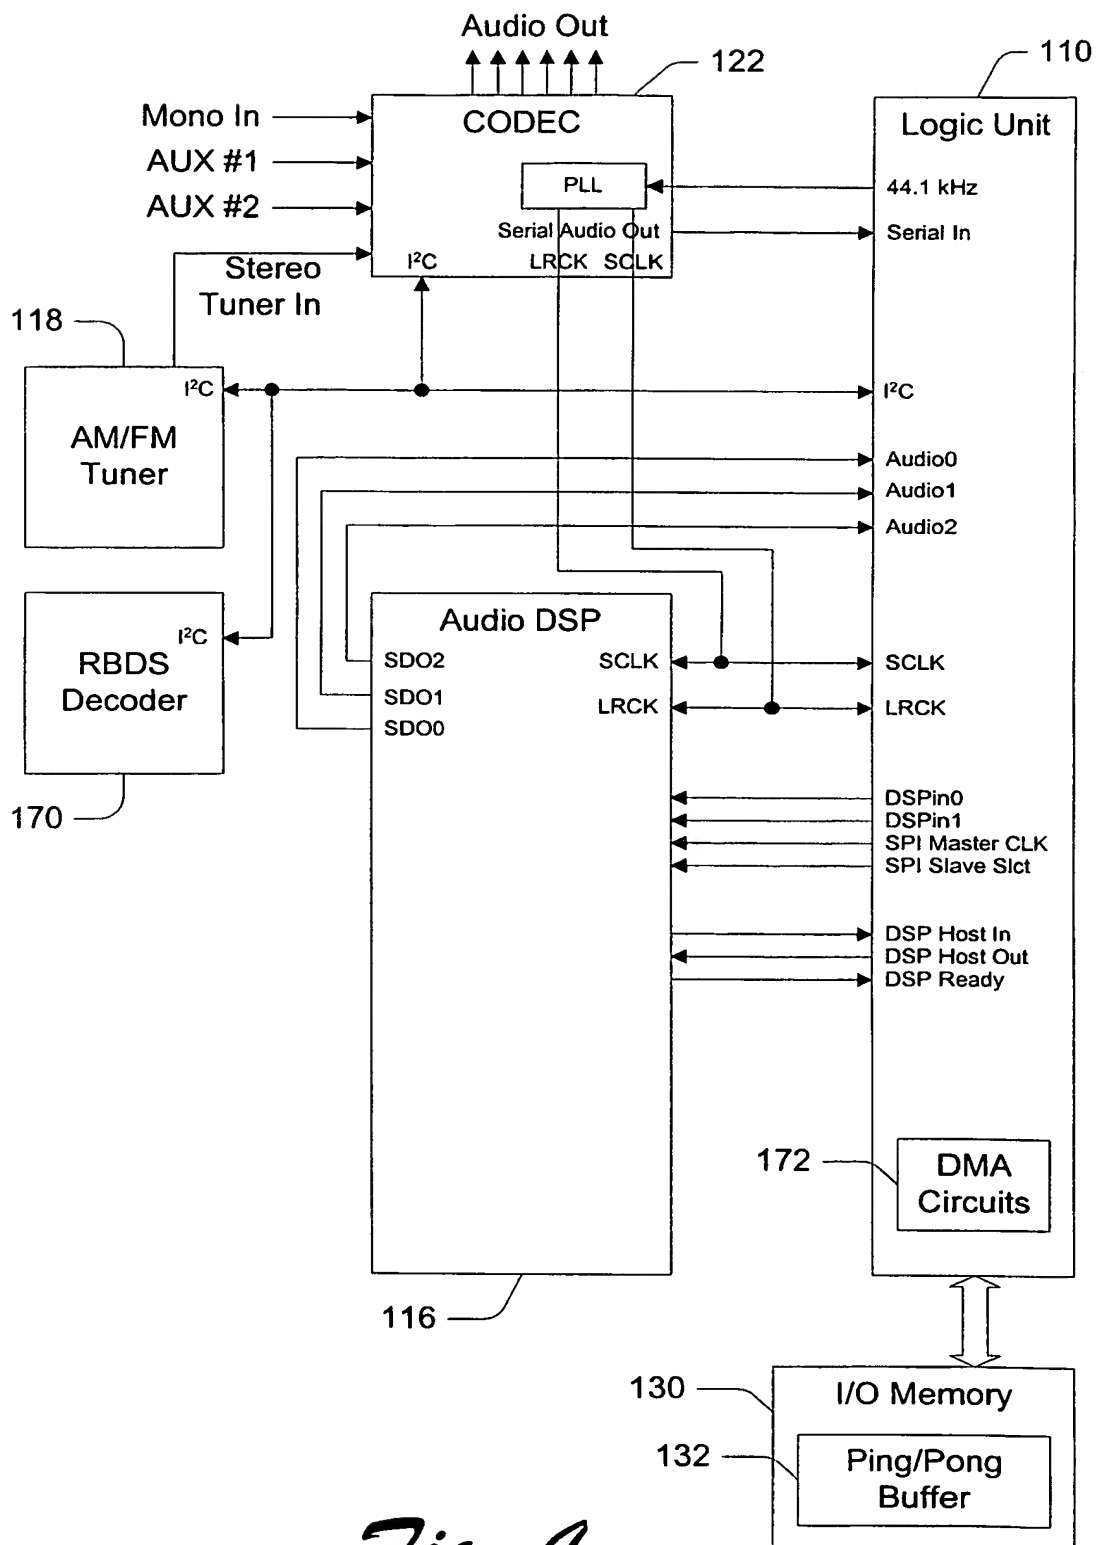 Audio Out
122
110
Mono In
AUX #1
AUX #2
CODEC
PLL
Serial Audio Out
I²C
LRCK SCLK
Logic Unit
44.1 kHz
Serial In
Stereo
Tuner In
118
I²C
AM/FM
Tuner
I²C
Audio0
Audio1
Audio2
I²C
RBDS
Decoder
170
Audio DSP
SDO2
SDO1
SDO0
SCLK
LRCK
SCLK
LRCK
DSPin0
DSPin1
SPI Master CLK
SPI Slave Slct
DSP Host In
DSP Host Out
DSP Ready
172
DMA
Circuits
116
130
I/O Memory
132
Ping/Pong
Buffer